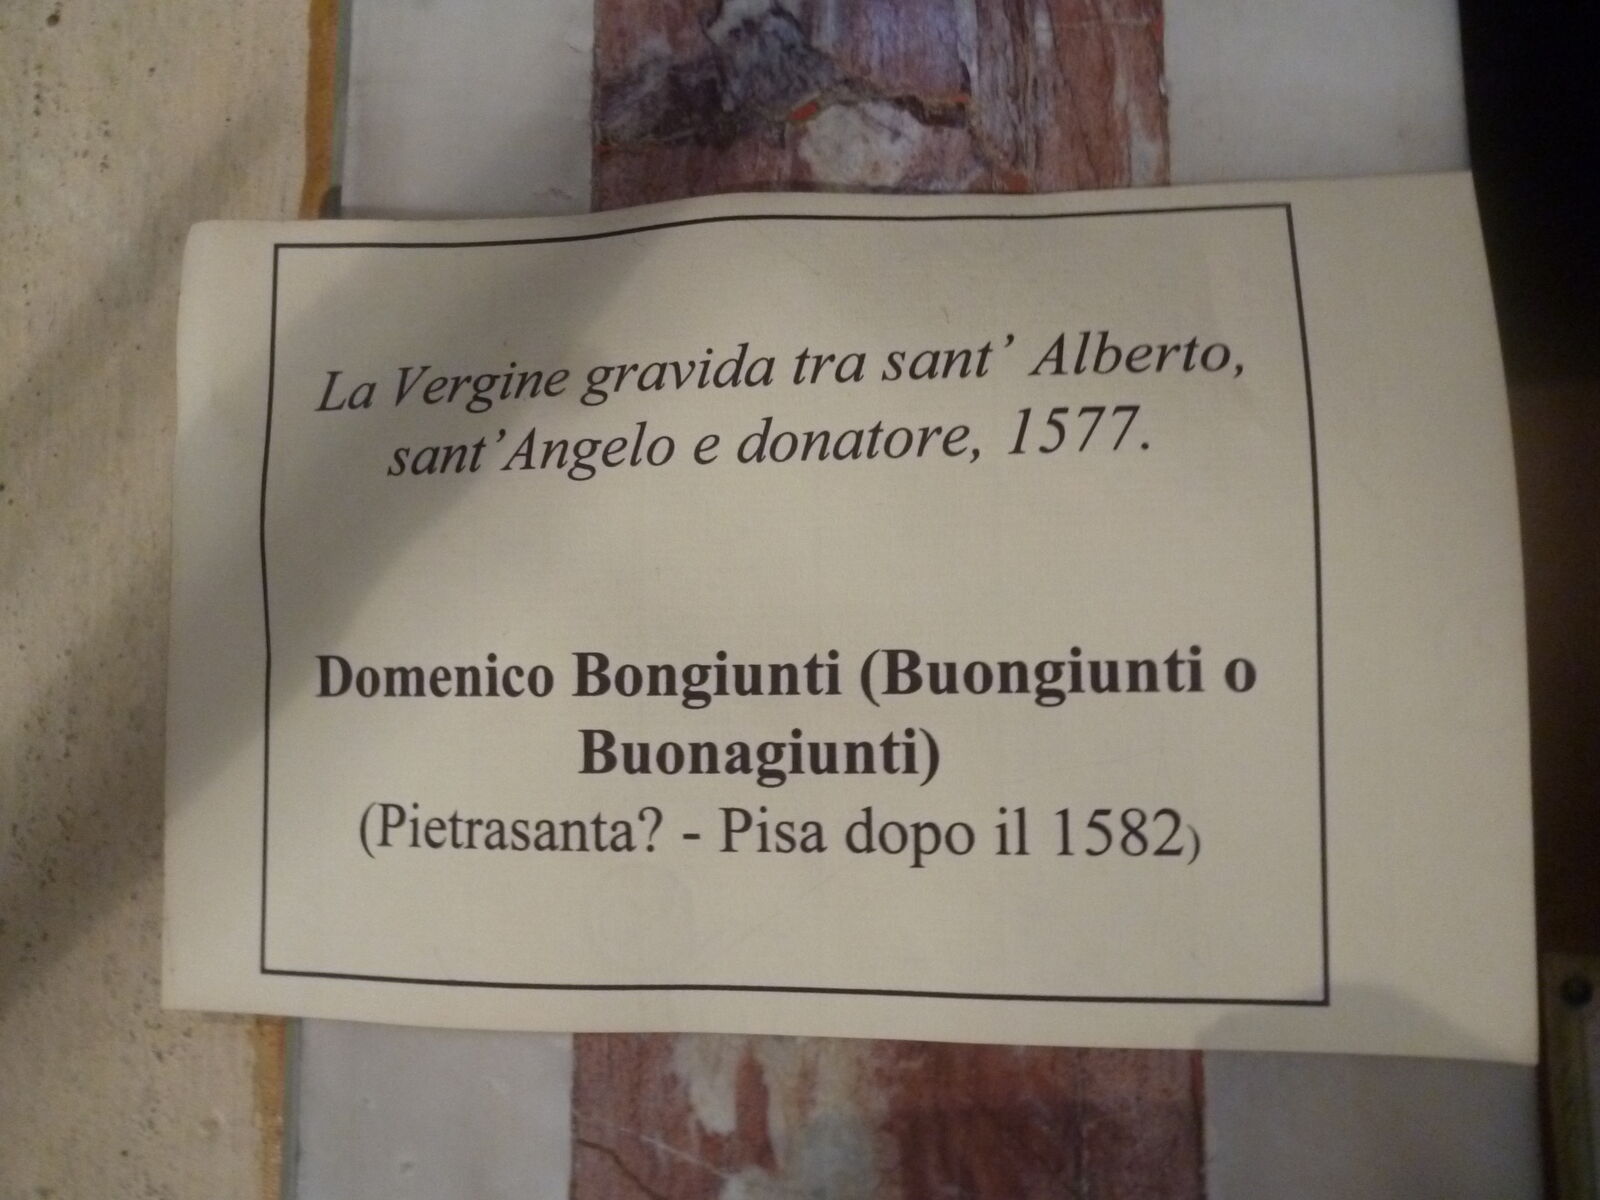 La Vergine gravida tra sant' Alberto,
sant'Angelo e donatore, 1577.
Domenico Bongiunti (Buongiunti o
Buonagiunti)
(Pietrasanta? - Pisa dopo il 1582)